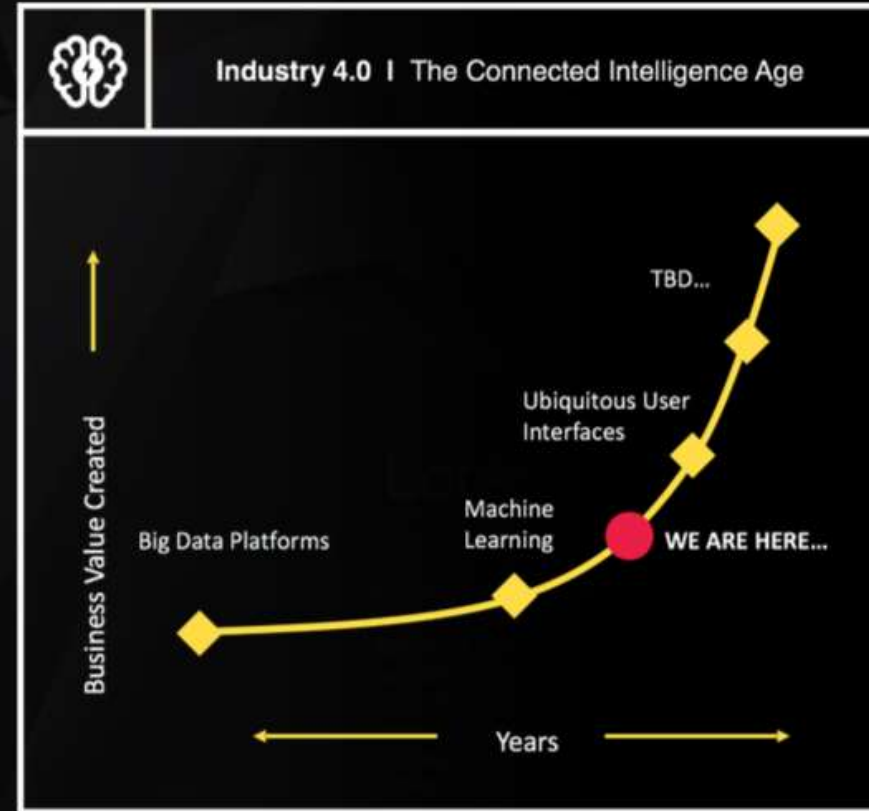 Industry 4.0 I The Connected Intelligence Age
TBD...
Ubiquitous User
Interfaces
Machine
Learning
Big Data Platforms
WE ARE HERE...
Business Value Created
Years